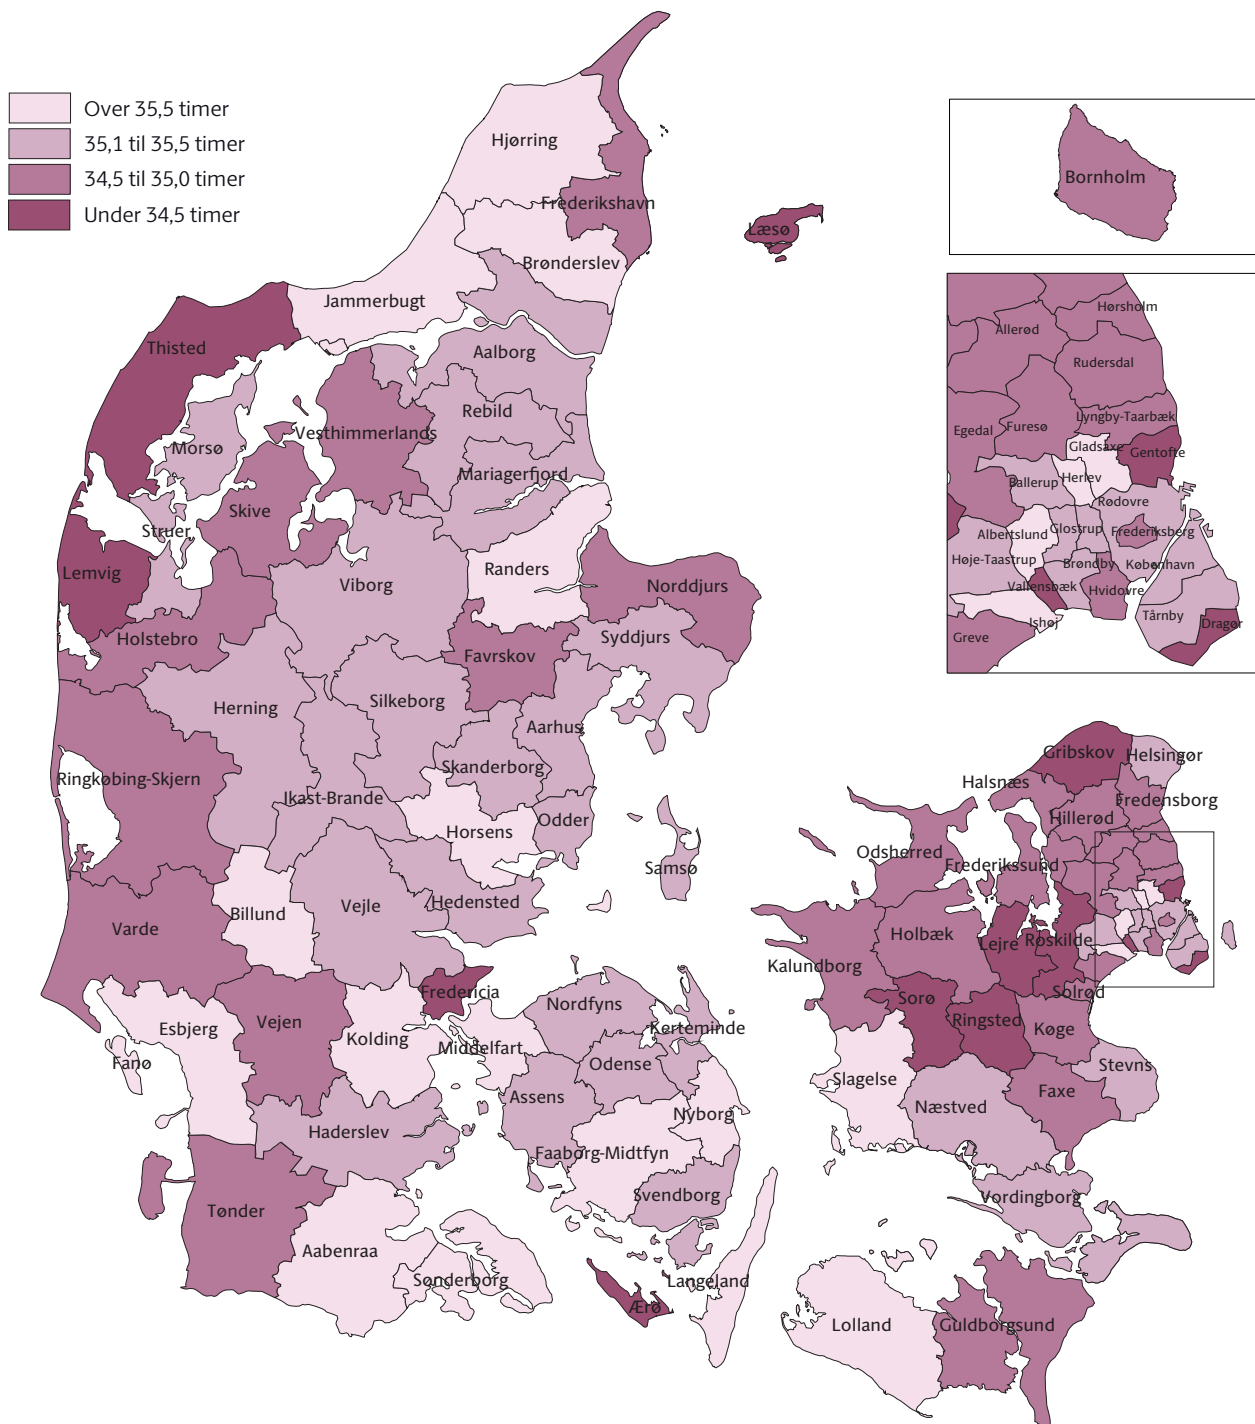 Over 35,5 timer
35,1 til 35,5 timer
34,5 til 35,0 timer
Under 34,5 timer
Hjørring
Frederikshavn
Læsø
Brønderslev
Jammerbugt
Thisted
Aalborg
Rebild
Vesthimmerlands
Morsø
Mariagerfjord
Skive
Struer
Lemvig
Viborg
Randers
Norddjurs
Holstebro
Syddjurs
Favrskov
Silkeborg
Herning
Aarhus
Skanderborg
Ringkøbing-Skjern
Ikast-Brande
Odder
Horsens
Samsø
Hedensted
Vejle
Billund
Varde
Fredericia
Nordfyns
Kerteminde
Esbjerg
Vejen
Kolding
Middelfart
Odense
Fanø
Assens
Nyborg
Haderslev
Faaborg-Midtfyn
Svendborg
Tønder
Aabenraa
Sønderborg
Langeland
Ærø
Bornholm
Hørsholm
Allerød
Rudersdal
Lyngby-Taarbæk
Furesø
Egedal
Gladsaxe
Gentofte
Ballerup
Herlev
Rødovre
Albertslund
Glostrup
Frederiksberg
Høje-Taastrup
Brøndby
København
Vallensbæk
Hvidovre
Tårnby
Ishøj
Dragør
Greve
Gribskov
Helsingør
Halsnæs
Fredensborg
Hillerød
Odsherred
Frederikssund
Holbæk
Lejre
Roskilde
Kalundborg
Solrød
Sorø
Ringsted
Køge
Stevns
Slagelse
Faxe
Næstved
Vordingborg
Lolland
Guldborgsund